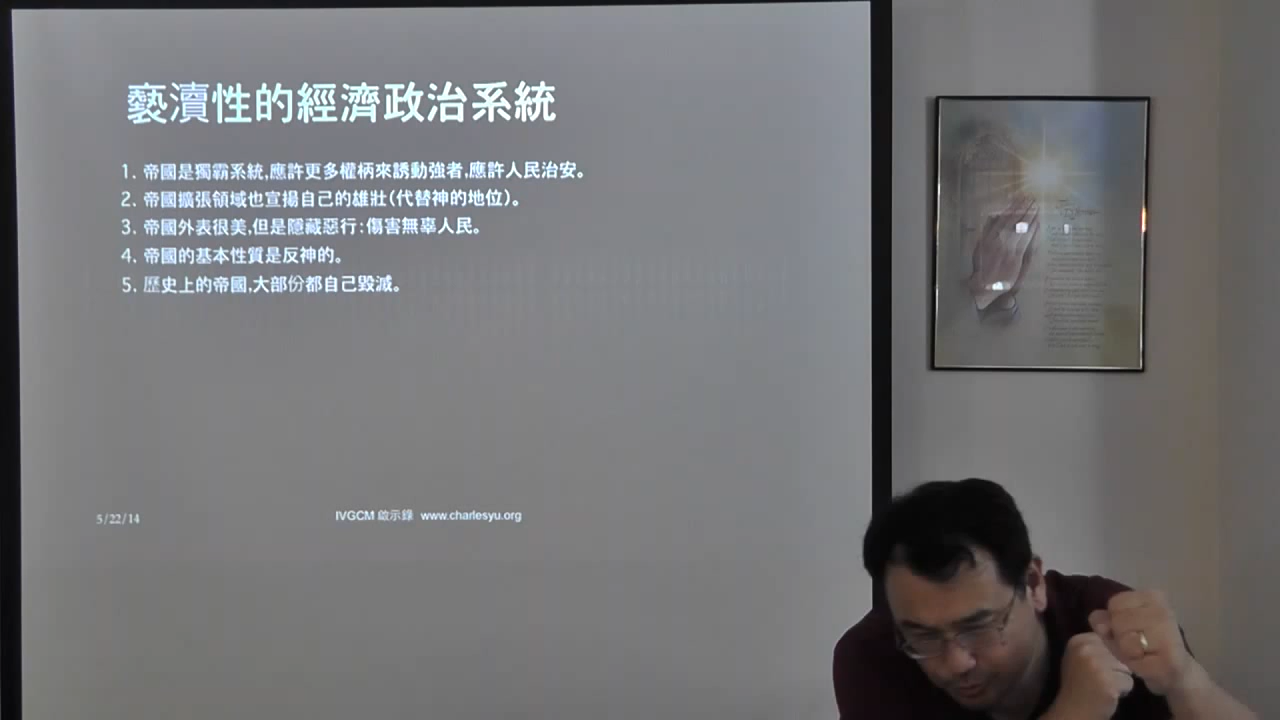 褻瀆性的經濟政治系統
1. 帝國是獨霸系統,應許更多權柄來誘動強者,應許人民治安。
2. 帝國擴張領域也宣揚自己的雄壯(代替神的地位)。
3. 帝國外表很美,但是隱藏惡行:傷害無辜人民。
4. 帝國的基本性質是反神的。
5. 歷史上的帝國,大部份都自己毀滅。
5/22/14
IVGCM 啟示錄 www.charlesyu.org